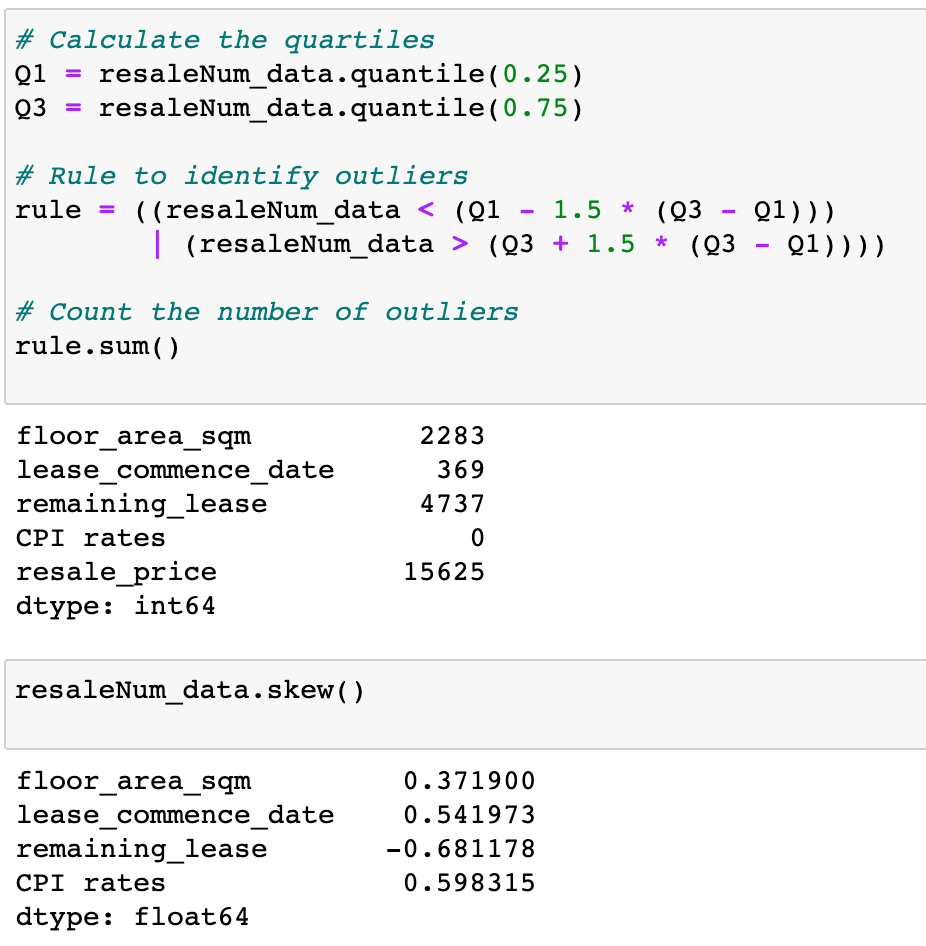 # Calculate the quartiles
Q1 = resaleNum_data.quantile(0.25)
Q3 = resaleNum_data.quantile(0.75)
# Rule to identify outliers
rule = ((resaleNum_data < (Q1 - 1.5 * (Q3 - Q1)))
| (resaleNum_data > (Q3 + 1.5 * (Q3 - Q1))))
# Count the number of outliers
rule.sum()
floor_area_sqm 2283
lease_commence_date 369
remaining_lease 4737
CPI rates 0
resale_price 15625
dtype: int64
resaleNum_data.skew()
floor_area_sqm 0.371900
lease_commence_date 0.541973
remaining_lease -0.681178
CPI rates 0.598315
dtype: float64